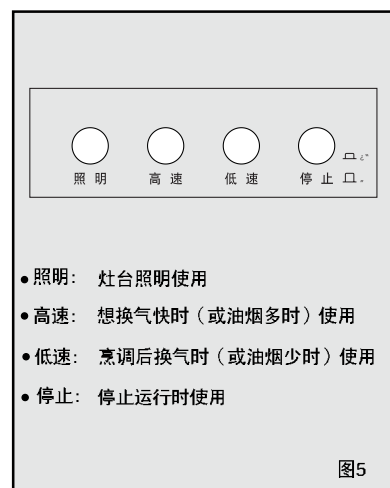 照明 高速 低速 停止
●照明: 灶台照明使用
●高速: 想换气快时（或油烟多时）使用
●低速: 烹调后换气时（或油烟少时）使用
●停止: 停止运行时使用
图5